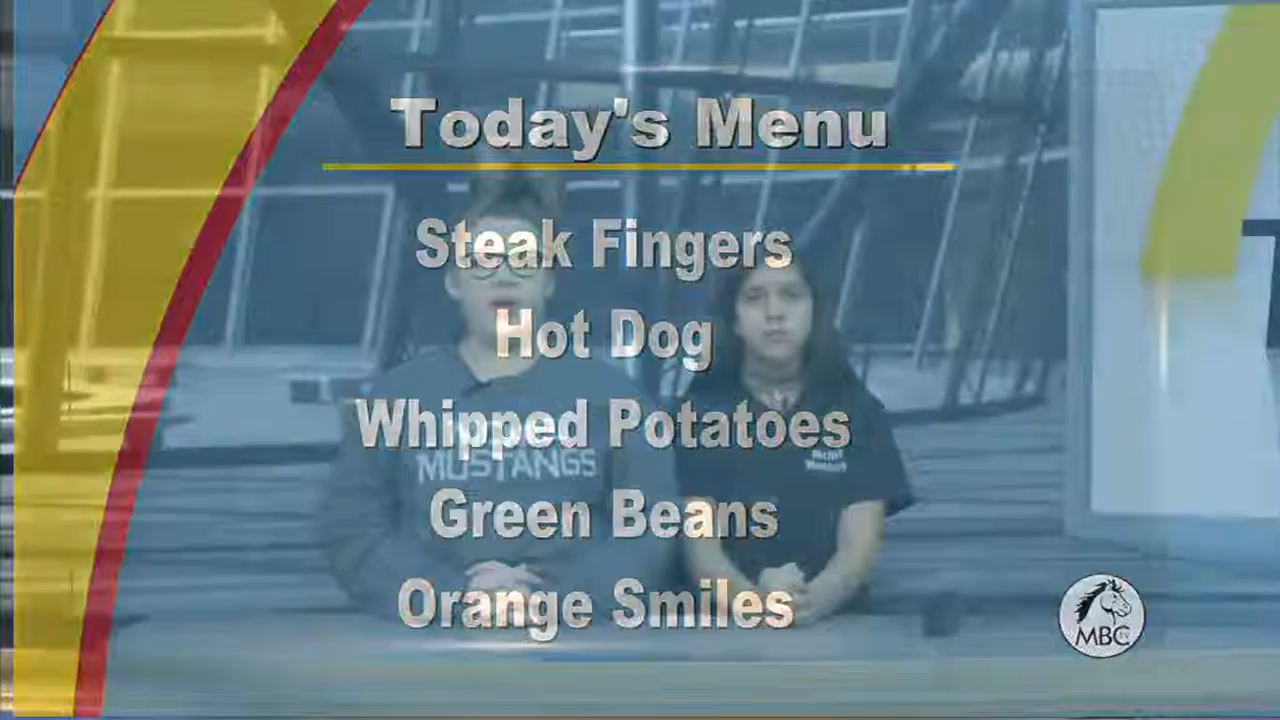 Today's Menu
Steak Fingers
Hot Dog
Whipped Potatoes
MUSTANGS
Green Beans
Orange Smiles
MBC